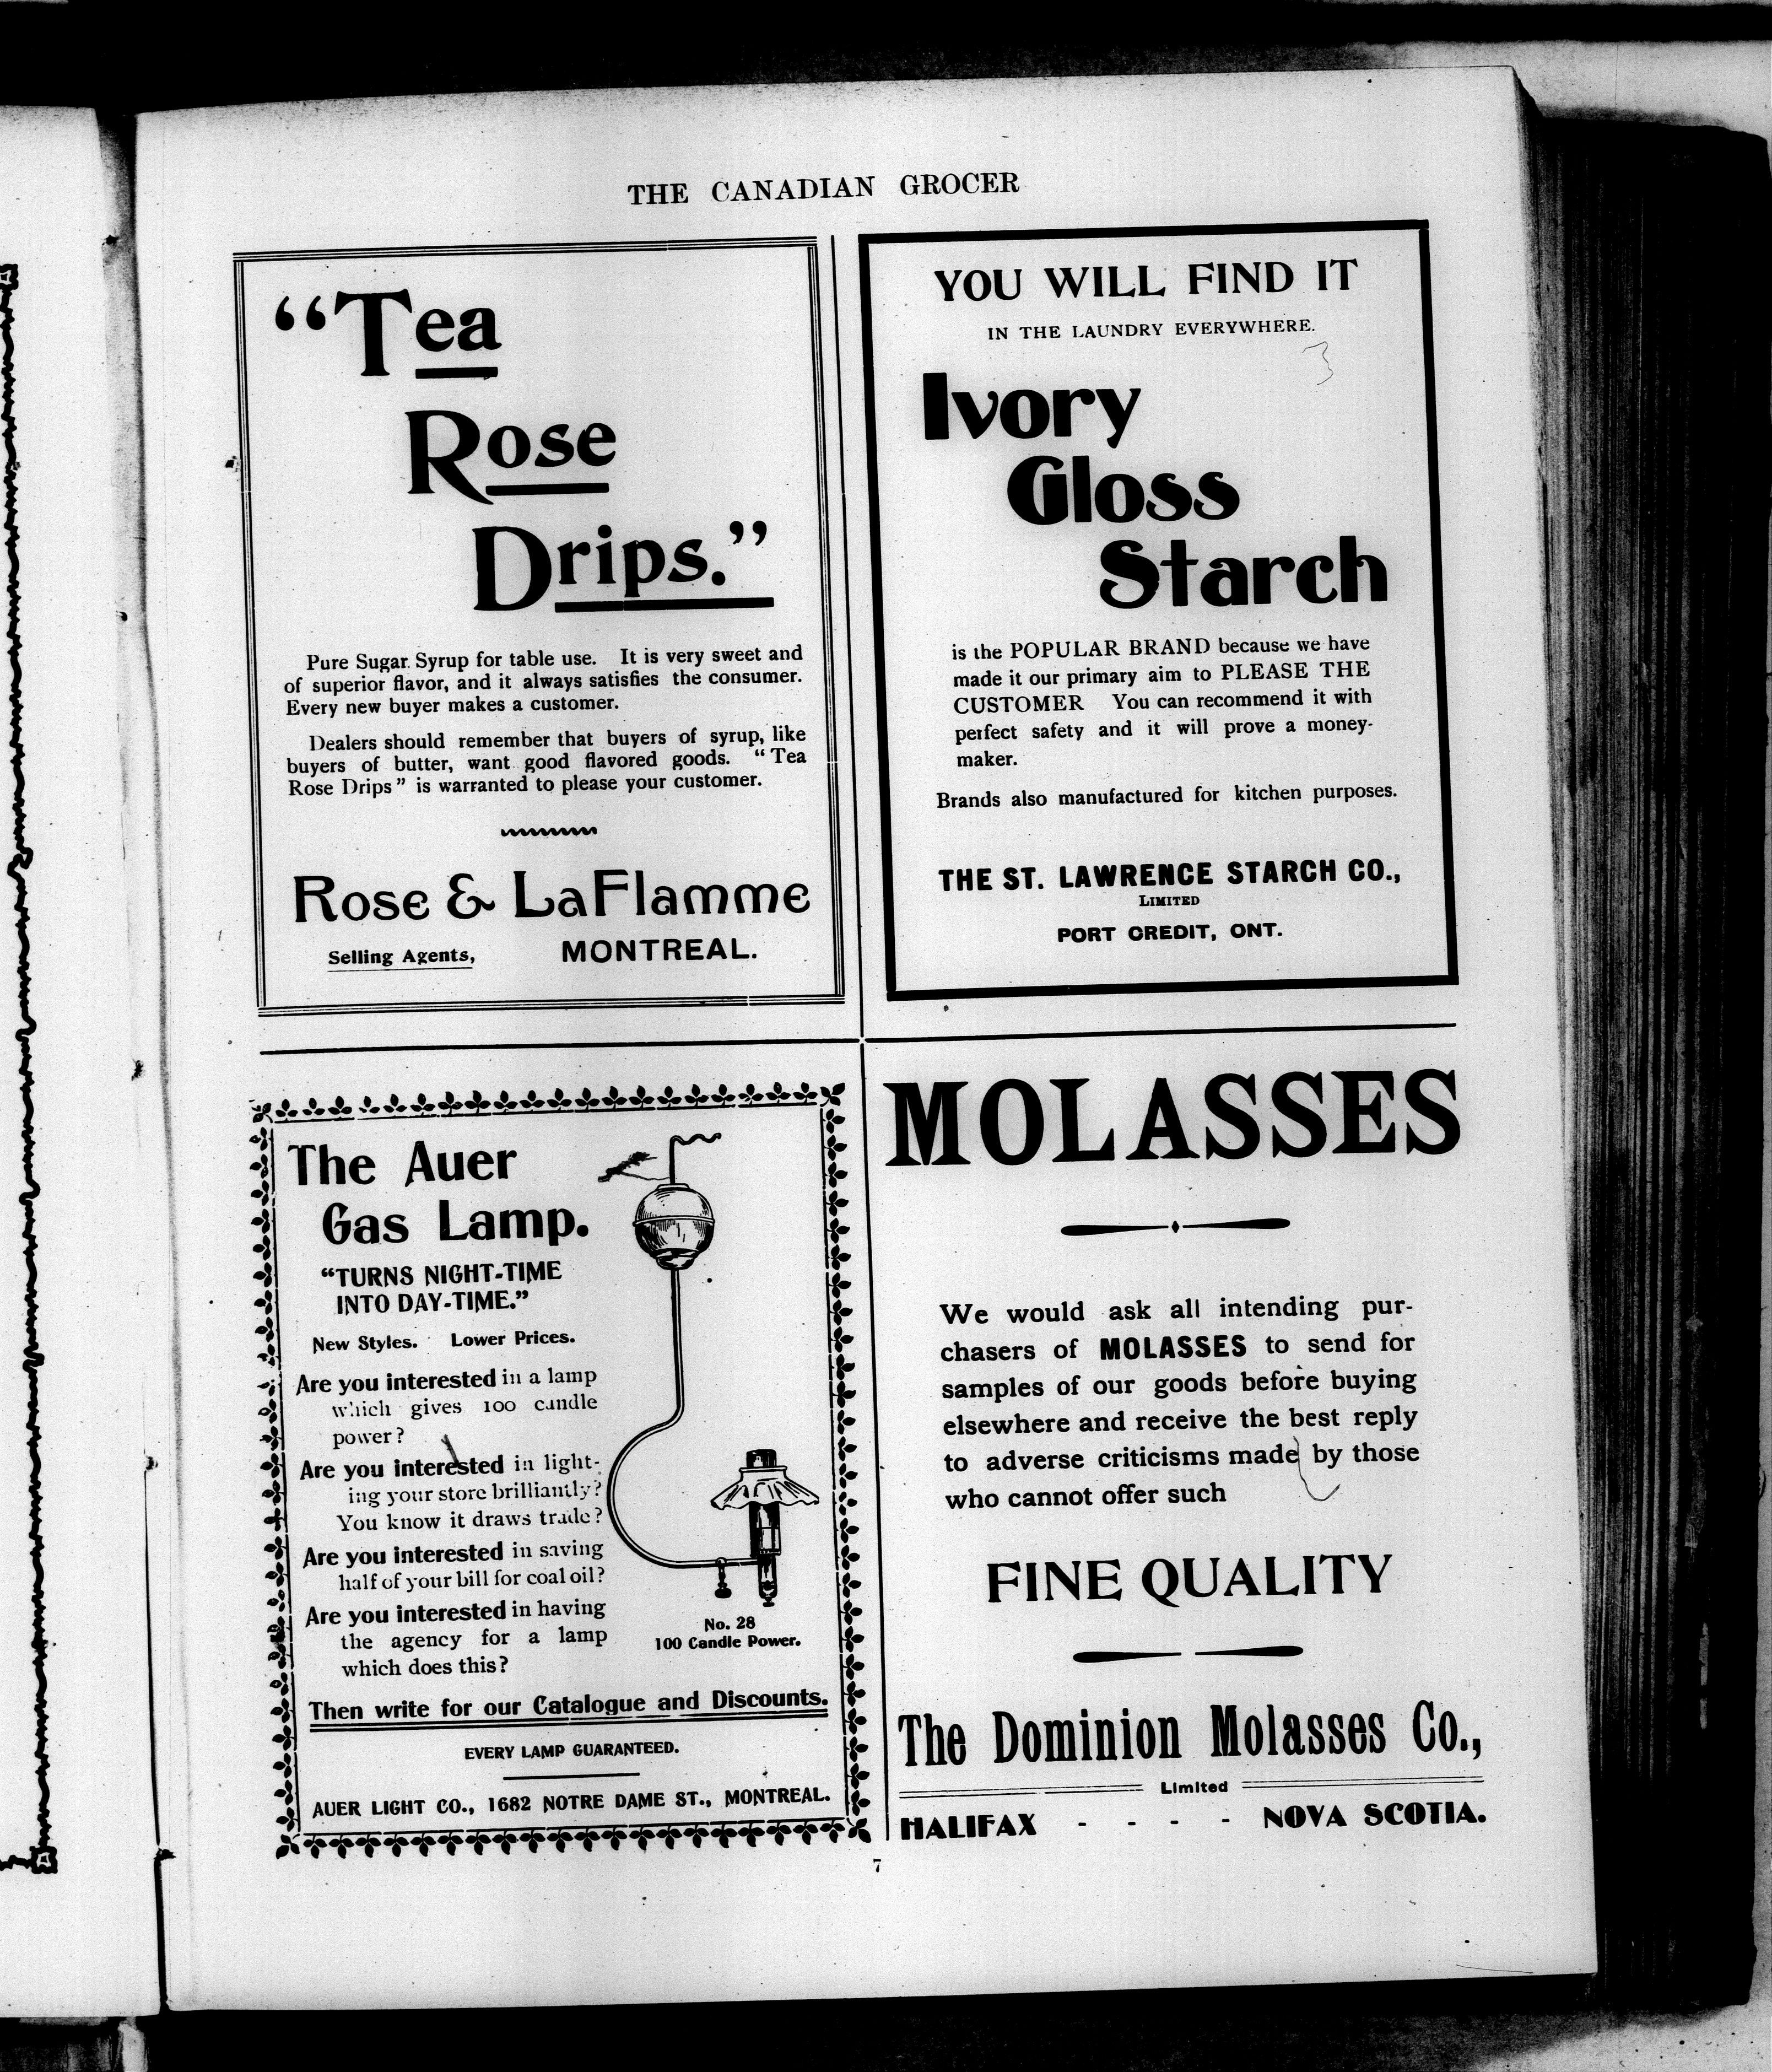 THE CANADIAN GROCER
“Tea
Rose
Drips.”
Pure Sugar Syrup for table use. It is very sweet and
of superior flavor, and it always satisfies the consumer.
Every new buyer makes a customer.
Dealers should remember that buyers of syrup, like
buyers of butter, want good flavored goods. “Tea
Rose Drips” is warranted to please your customer.
Rose & LaFlamme
Selling Agents, MONTREAL.
YOU WILL FIND IT
IN THE LAUNDRY EVERYWHERE.
Ivory
Gloss
Starch
is the POPULAR BRAND because we have
made it our primary aim to PLEASE THE
CUSTOMER You can recommend it with
perfect safety and it will prove a money-
maker.
Brands also manufactured for kitchen purposes.
THE ST. LAWRENCE STARCH CO.,
LIMITED
PORT CREDIT, ONT.
The Auer
Gas Lamp.
“TURNS NIGHT-TIME
INTO DAY-TIME.”
New Styles. Lower Prices.
Are you interested in a lamp
which gives 100 candle
power?
Are you interested in light-
ing your store brilliantly?
You know it draws trade?
Are you interested in saving
half of your bill for coal oil?
Are you interested in having
the agency for a lamp
which does this?
No. 28
100 Candle Power.
Then write for our Catalogue and Discounts.
EVERY LAMP GUARANTEED.
AUER LIGHT CO., 1682 NOTRE DAME ST., MONTREAL.
MOLASSES
We would ask all intending pur-
chasers of MOLASSES to send for
samples of our goods before buying
elsewhere and receive the best reply
to adverse criticisms made by those
who cannot offer such
FINE QUALITY
The Dominion Molasses Co.,
Limited
HALIFAX - - - - NOVA SCOTIA.
7